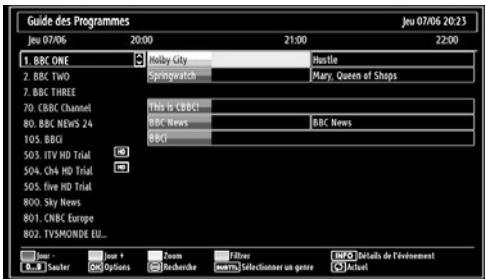 Guide des Programmes Jeu 07/06 20:23
Jeu 07/06 20:00 21:00 22:00
1. BBC ONE Holby City Hustle
2. BBC TWO Springwatch Mary, Queen of Shops
7. BBC THREE
70. CBBC Channel This is CBBC!
80. BBC NEWS 24 BBC News BBC News
105. BBCi BBCi
503. ITV HD Trial HD
504. Ch4 HD Trial HD
505. five HD Trial
800. Sky News
801. CNBC Europe
802. TV5MONDE EU...
Jour - Jour + Zoom Filtrer INFO Détails de l'événement
0...9 Sauter OK Options Recherche SUBTTL Sélectionner un genre Actuel